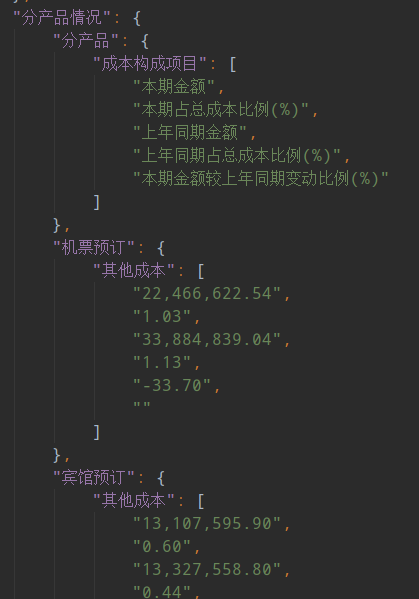 "分产品情况": {
"分产品": {
"成本构成项目": [
"本期金额",
"本期占总成本比例(%)",
"上年同期金额",
"上年同期占总成本比例(%)",
"本期金额较上年同期变动比例(%)"
]
},
"机票预订": {
"其他成本": [
"22,466,622.54",
"1.03",
"33,884,839.04",
"1.13",
"-33.70",
""
]
},
"宾馆预订": {
"其他成本": [
"13,107,595.90",
"0.60",
"13,327,558.80",
"0.44",